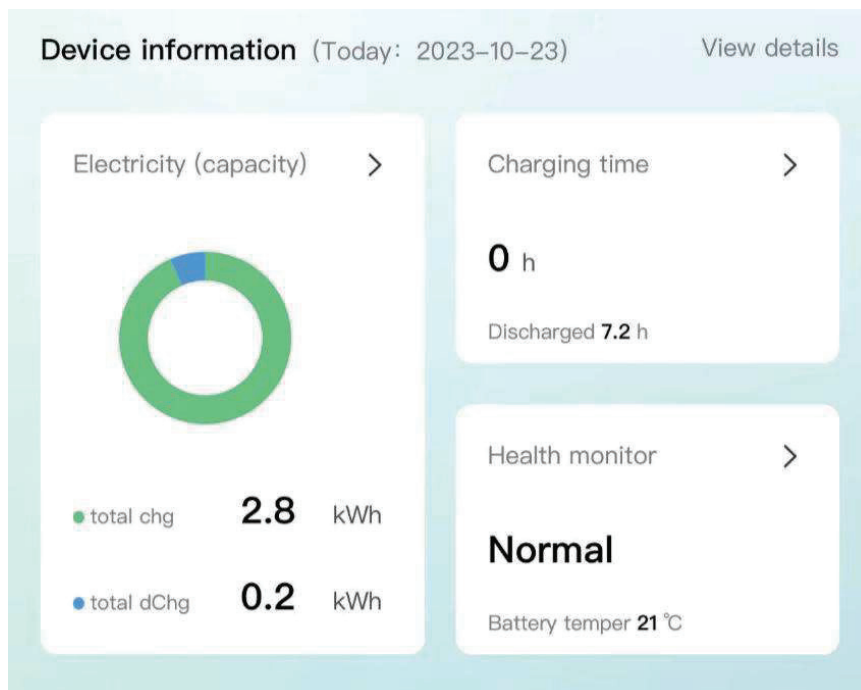 Device information (Today: 2023-10-23) View details
Electricity (capacity)
total chg 2.8 kWh
total dChg 0.2 kWh
Charging time
0 h
Discharged 7.2 h
Health monitor
Normal
Battery temper 21 ℃